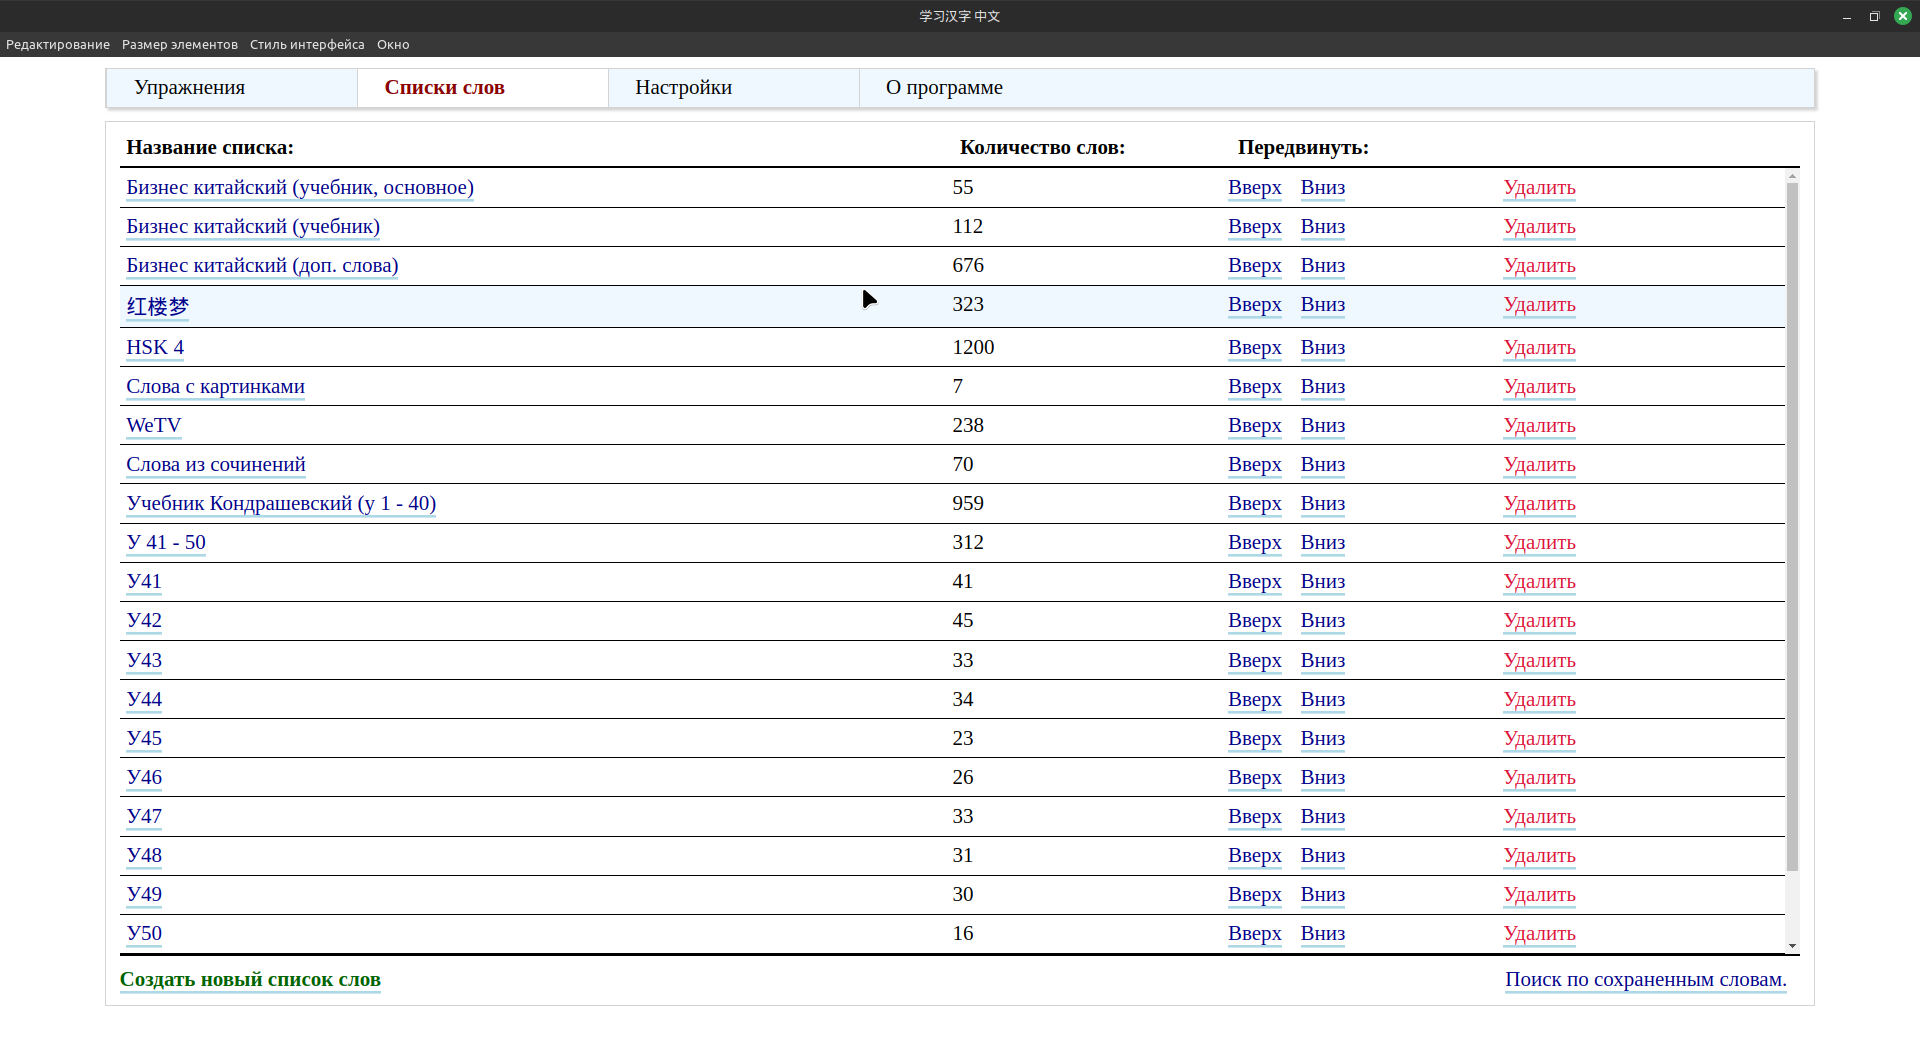 学习汉字 中文
Редактирование Размер элементов Стиль интерфейса Окно
Упражнения Списки слов Настройки О программе
Название списка: Количество слов: Передвинуть:
Бизнес китайский (учебник, основное) 55 Вверх Вниз Удалить
Бизнес китайский (учебник) 112 Вверх Вниз Удалить
Бизнес китайский (доп. слова) 676 Вверх Вниз Удалить
红楼梦 323 Вверх Вниз Удалить
HSK 4 1200 Вверх Вниз Удалить
Слова с картинками 7 Вверх Вниз Удалить
WeTV 238 Вверх Вниз Удалить
Слова из сочинений 70 Вверх Вниз Удалить
Учебник Кондрашевский (у 1 - 40) 959 Вверх Вниз Удалить
У 41 - 50 312 Вверх Вниз Удалить
У41 41 Вверх Вниз Удалить
У42 45 Вверх Вниз Удалить
У43 33 Вверх Вниз Удалить
У44 34 Вверх Вниз Удалить
У45 23 Вверх Вниз Удалить
У46 26 Вверх Вниз Удалить
У47 33 Вверх Вниз Удалить
У48 31 Вверх Вниз Удалить
У49 30 Вверх Вниз Удалить
У50 16 Вверх Вниз Удалить
Создать новый список слов Поиск по сохраненным словам.